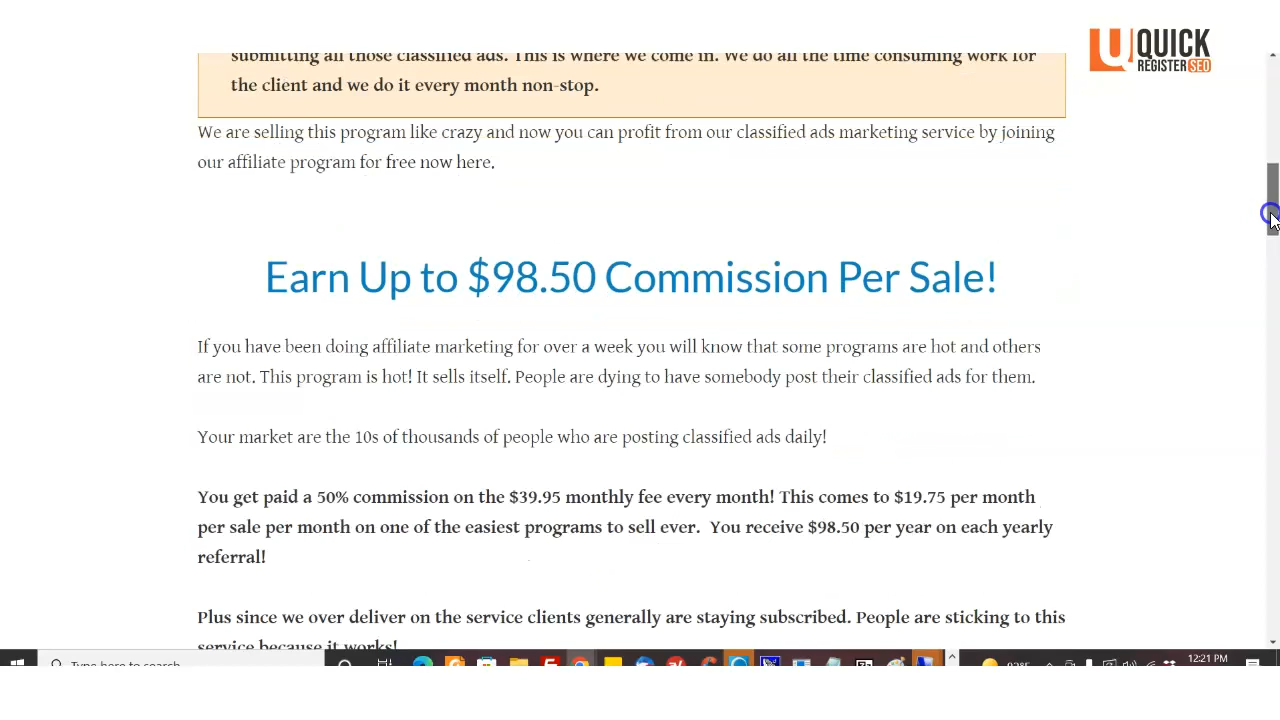 QUICK
REGISTER SEO
submitting all those classified ads. This is where we come in. We do all the time consuming work for
the client and we do it every month non-stop.
We are selling this program like crazy and now you can profit from our classified ads marketing service by joining
our affiliate program for free now here.
Earn Up to $98.50 Commission Per Sale!
If you have been doing affiliate marketing for over a week you will know that some programs are hot and others
are not. This program is hot! It sells itself. People are dying to have somebody post their classified ads for them.
Your market are the 10s of thousands of people who are posting classified ads daily!
You get paid a 50% commission on the $39.95 monthly fee every month! This comes to $19.75 per month
per sale per month on one of the easiest programs to sell ever. You receive $98.50 per year on each yearly
referral!
Plus since we over deliver on the service clients generally are staying subscribed. People are sticking to this
service because it works!
Type here to search
12:21 PM